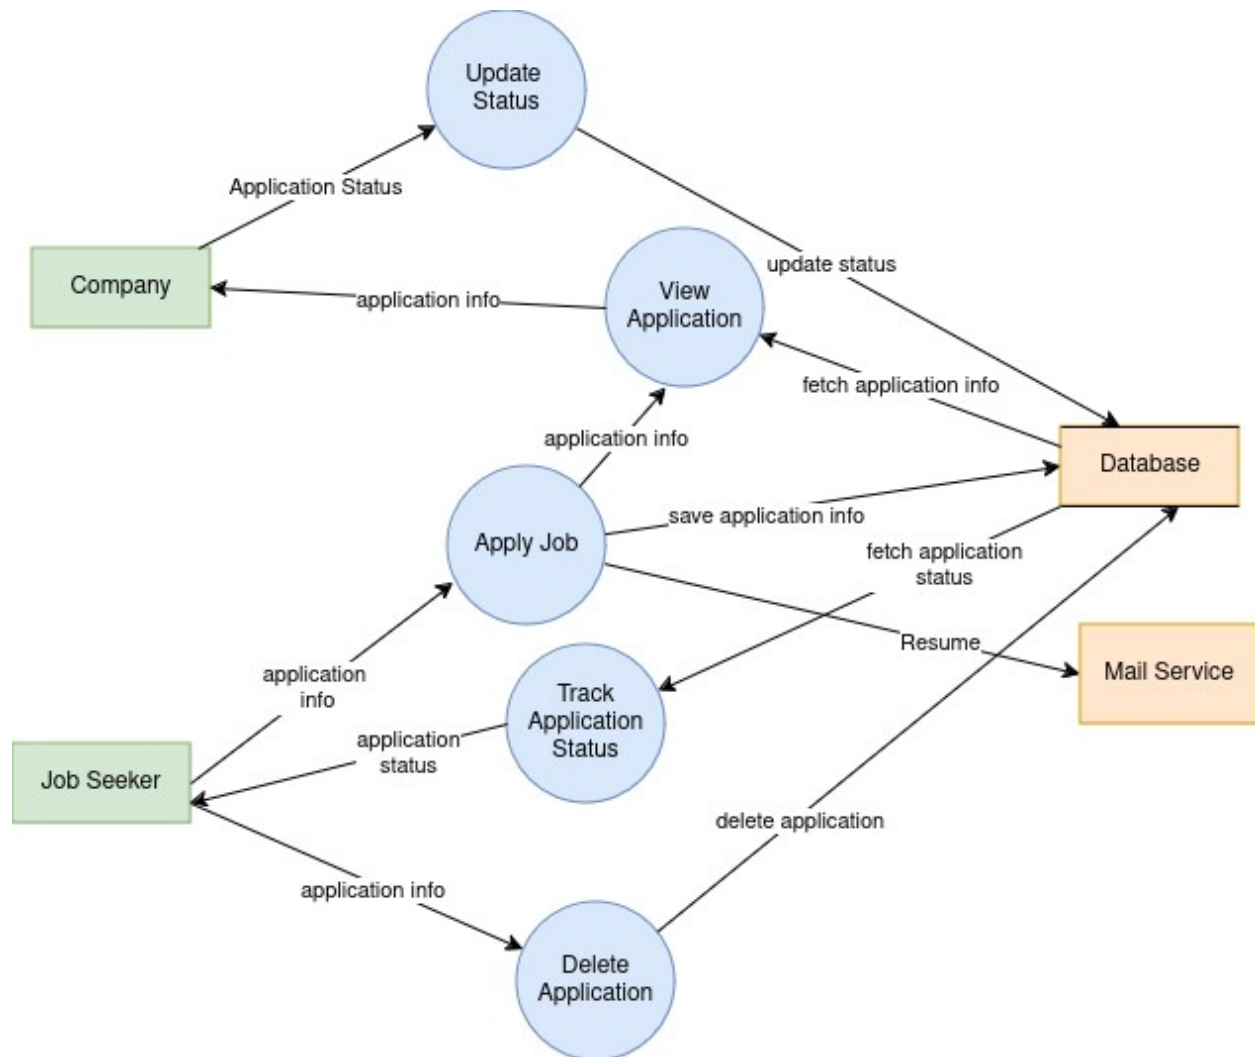 Update
Status
Application Status
Company
application info
View
Application
update status
fetch application info
application info
Database
save application info
Apply Job
fetch application
status
Resume
Mail Service
application
info
Track
Application
Status
application
status
Job Seeker
delete application
application info
Delete
Application